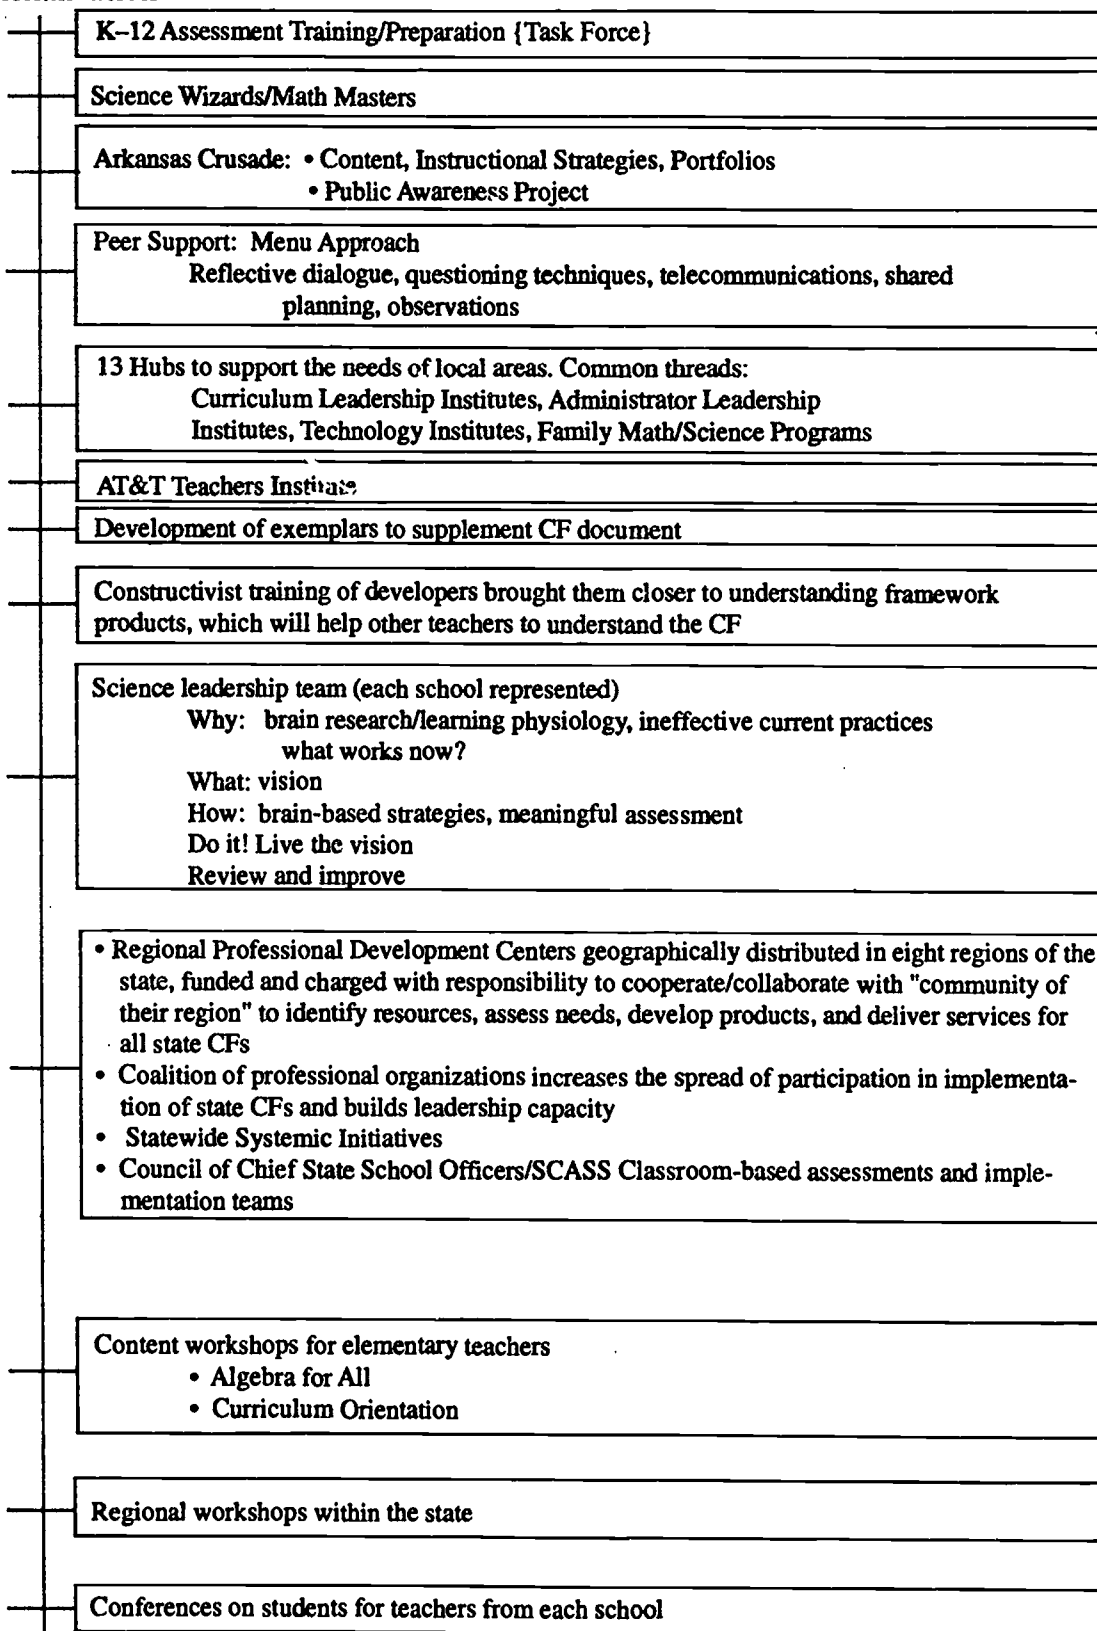 K–12 Assessment Training/Preparation {Task Force}
Science Wizards/Math Masters
Arkansas Crusade: • Content, Instructional Strategies, Portfolios
• Public Awareness Project
Peer Support: Menu Approach
Reflective dialogue, questioning techniques, telecommunications, shared
planning, observations
13 Hubs to support the needs of local areas. Common threads:
Curriculum Leadership Institutes, Administrator Leadership
Institutes, Technology Institutes, Family Math/Science Programs
AT&T Teachers Institute
Development of exemplars to supplement CF document
Constructivist training of developers brought them closer to understanding framework
products, which will help other teachers to understand the CF
Science leadership team (each school represented)
Why: brain research/learning physiology, ineffective current practices
what works now?
What: vision
How: brain-based strategies, meaningful assessment
Do it! Live the vision
Review and improve
• Regional Professional Development Centers geographically distributed in eight regions of the
state, funded and charged with responsibility to cooperate/collaborate with "community of
their region" to identify resources, assess needs, develop products, and deliver services for
all state CFs
• Coalition of professional organizations increases the spread of participation in implementa-
tion of state CFs and builds leadership capacity
• Statewide Systemic Initiatives
• Council of Chief State School Officers/SCASS Classroom-based assessments and imple-
mentation teams
Content workshops for elementary teachers
• Algebra for All
• Curriculum Orientation
Regional workshops within the state
Conferences on students for teachers from each school